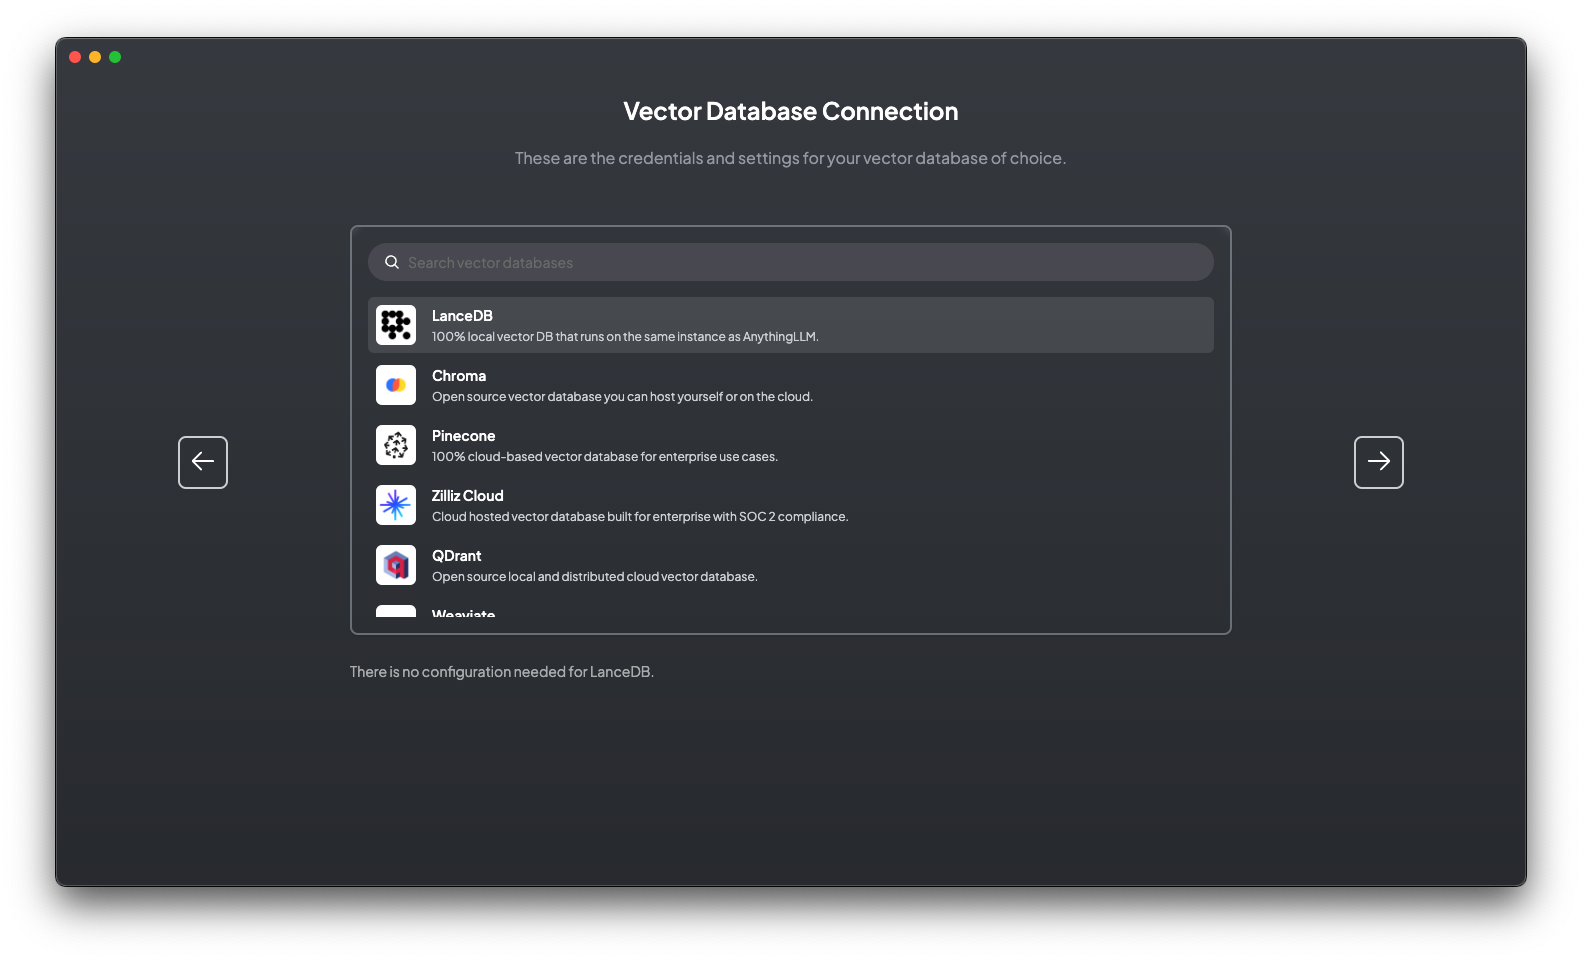 Vector Database Connection
These are the credentials and settings for your vector database of choice.
Search vector databases
LanceDB
100% local vector DB that runs on the same instance as AnythingLLM.
Chroma
Open source vector database you can host yourself or on the cloud.
Pinecone
100% cloud-based vector database for enterprise use cases.
Zilliz Cloud
Cloud hosted vector database built for enterprise with SOC 2 compliance.
QDrant
Open source local and distributed cloud vector database.
Weaviate
There is no configuration needed for LanceDB.